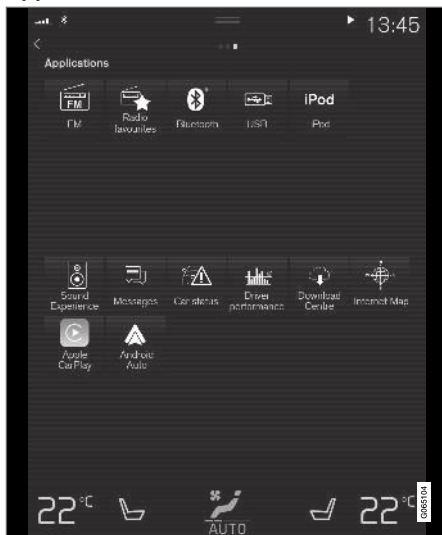 13:45
Applications
FM
iPod
FM
Radio
favourites
Bluetooth
USB
iPod
Sound
Experience
Messages
Car status
Driver
performance
Download
Centre
Internet Map
Apple
CarPlay
Android
Auto
22°C
22°C
AUTO
G065104